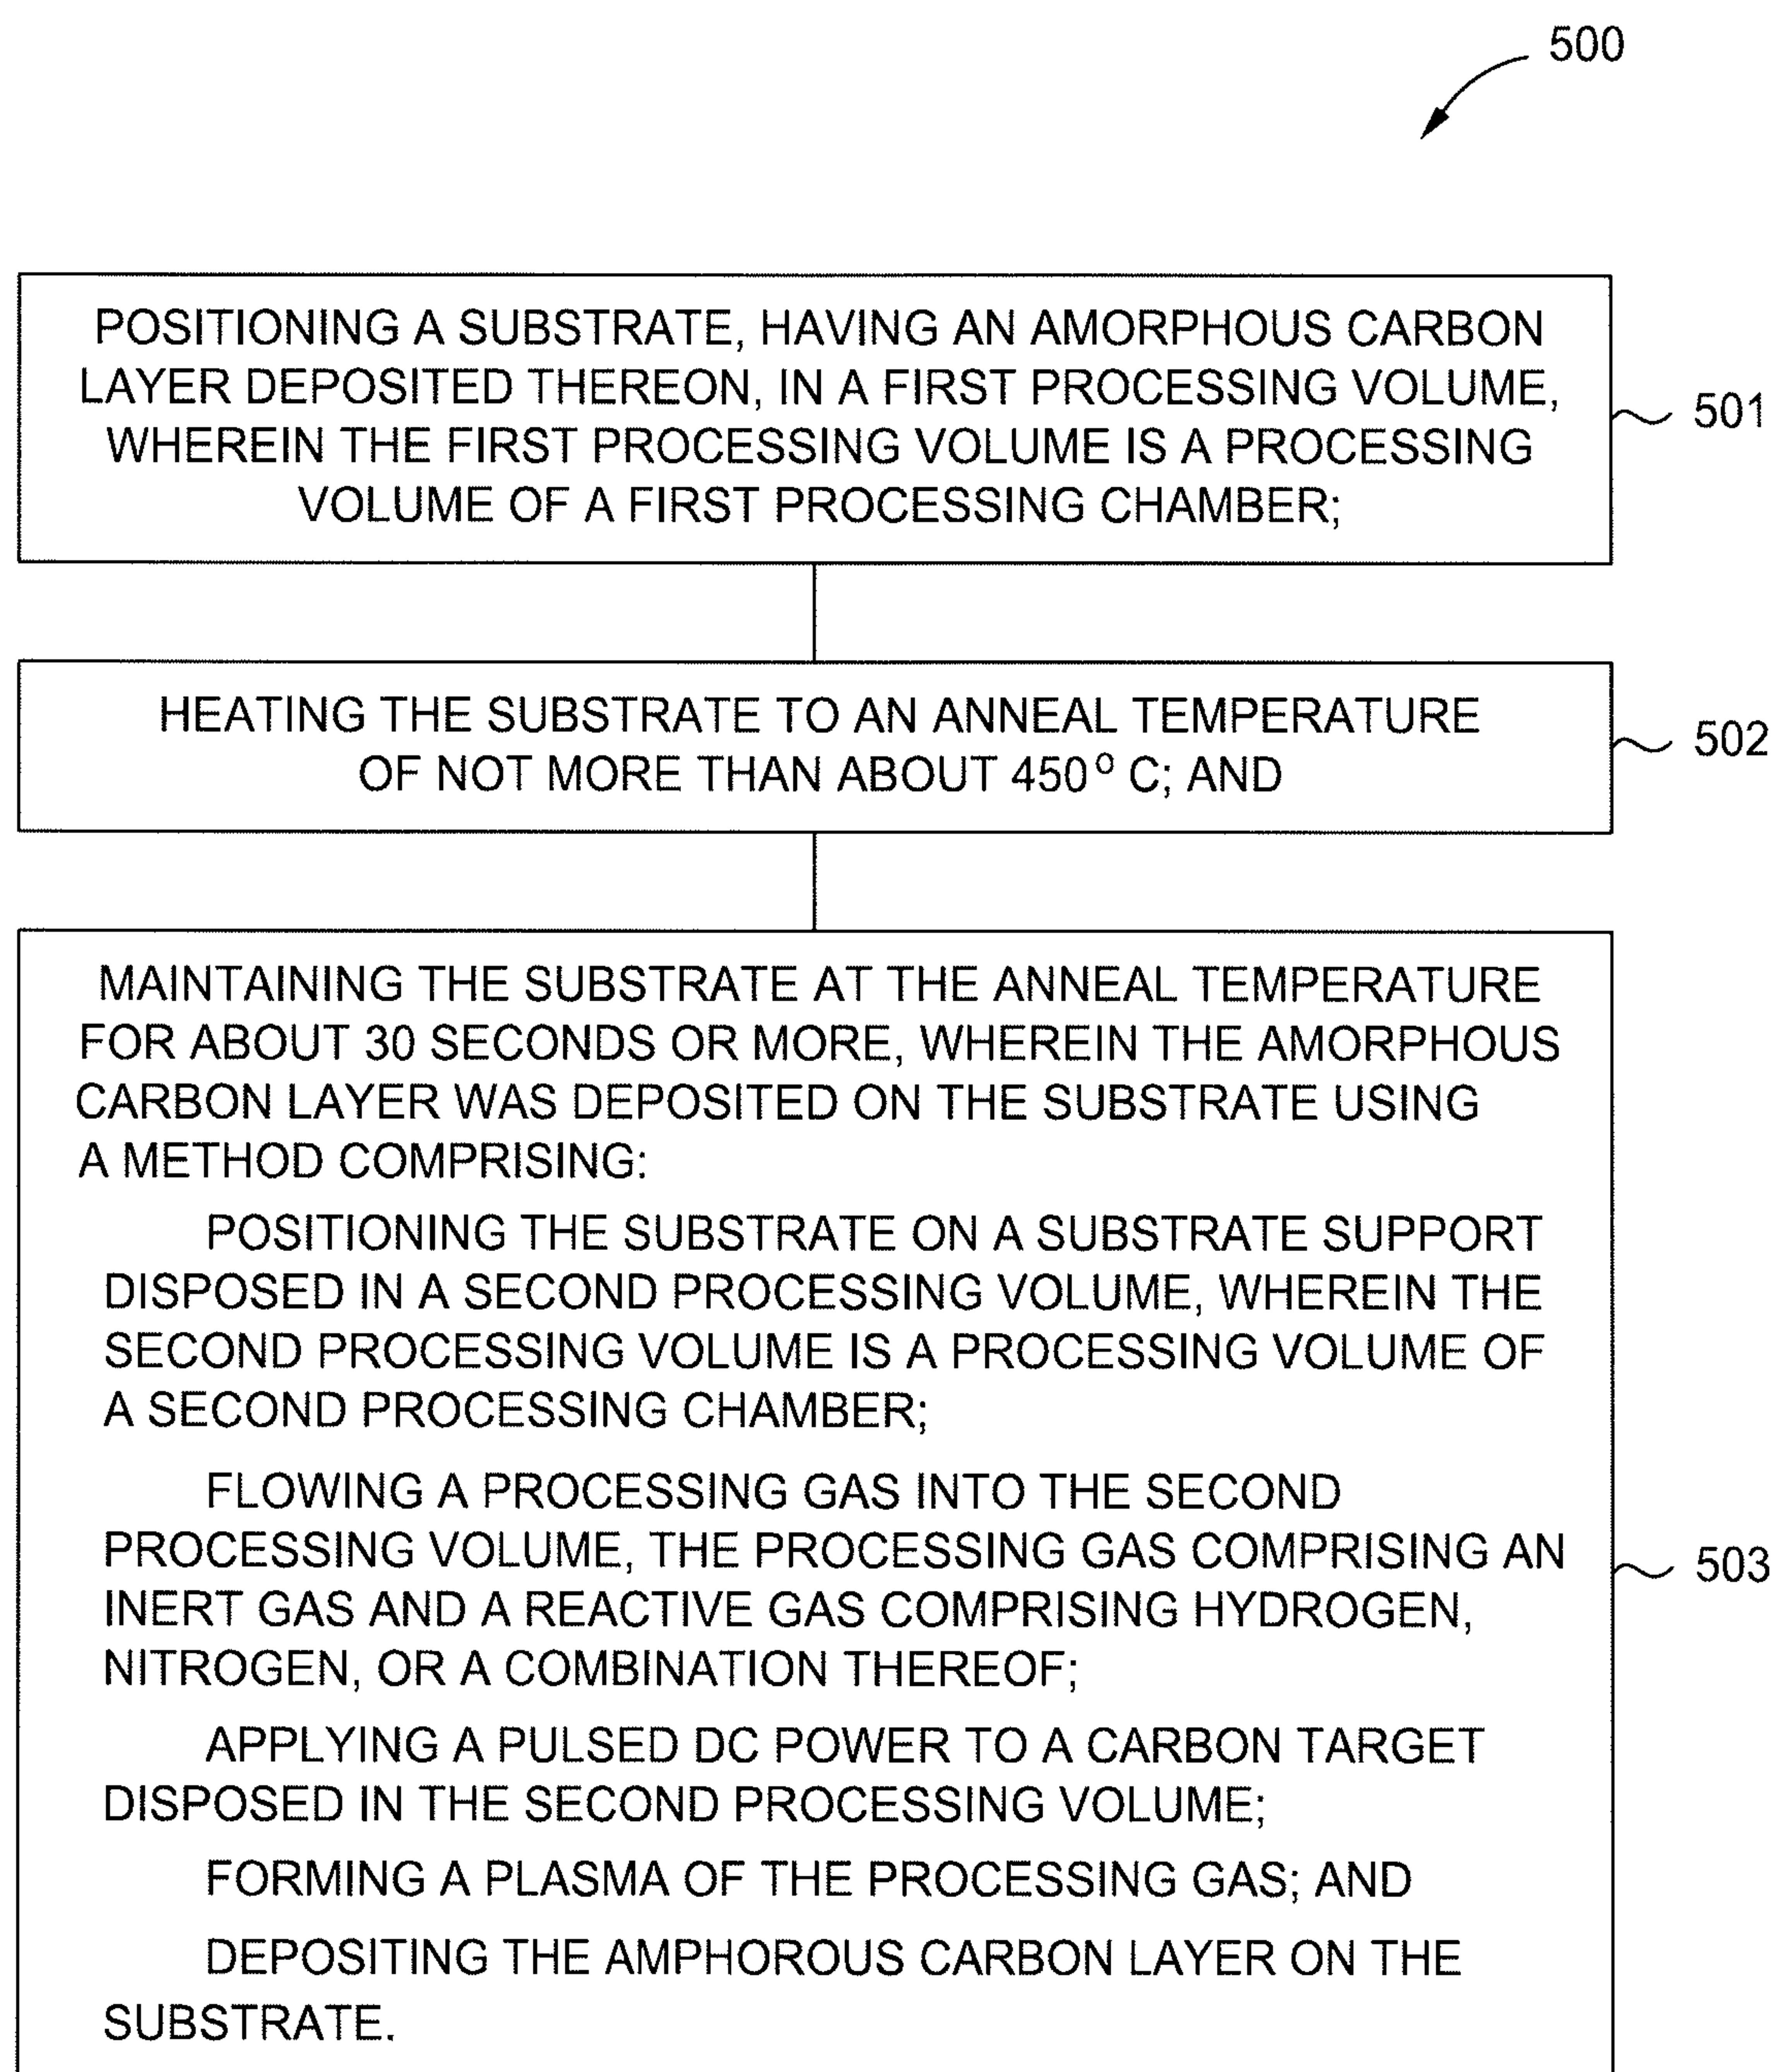 500
POSITIONING A SUBSTRATE, HAVING AN AMORPHOUS CARBON
LAYER DEPOSITED THEREON, IN A FIRST PROCESSING VOLUME,
WHEREIN THE FIRST PROCESSING VOLUME IS A PROCESSING
VOLUME OF A FIRST PROCESSING CHAMBER;
501
HEATING THE SUBSTRATE TO AN ANNEAL TEMPERATURE
OF NOT MORE THAN ABOUT 450° C; AND
502
MAINTAINING THE SUBSTRATE AT THE ANNEAL TEMPERATURE
FOR ABOUT 30 SECONDS OR MORE, WHEREIN THE AMORPHOUS
CARBON LAYER WAS DEPOSITED ON THE SUBSTRATE USING
A METHOD COMPRISING:
POSITIONING THE SUBSTRATE ON A SUBSTRATE SUPPORT
DISPOSED IN A SECOND PROCESSING VOLUME, WHEREIN THE
SECOND PROCESSING VOLUME IS A PROCESSING VOLUME OF
A SECOND PROCESSING CHAMBER;
FLOWING A PROCESSING GAS INTO THE SECOND
PROCESSING VOLUME, THE PROCESSING GAS COMPRISING AN
INERT GAS AND A REACTIVE GAS COMPRISING HYDROGEN,
NITROGEN, OR A COMBINATION THEREOF;
503
APPLYING A PULSED DC POWER TO A CARBON TARGET
DISPOSED IN THE SECOND PROCESSING VOLUME;
FORMING A PLASMA OF THE PROCESSING GAS; AND
DEPOSITING THE AMPHOROUS CARBON LAYER ON THE
SUBSTRATE.